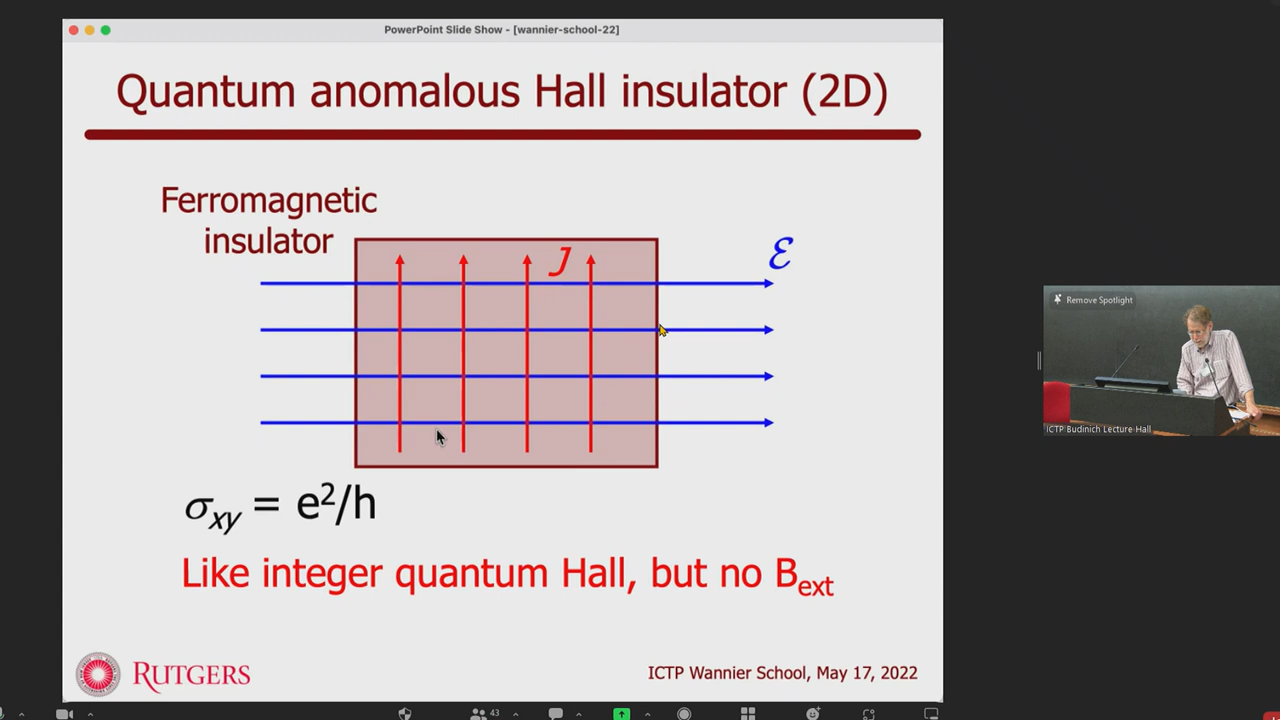 PowerPoint Slide Show - [wannier-school-22]
Quantum anomalous Hall insulator (2D)
Ferromagnetic
insulator
J
ℰ
σxy = e²/h
Like integer quantum Hall, but no Bext
RUTGERS
ICTP Wannier School, May 17, 2022
Remove Spotlight
ICTP Budinich Lecture Hall
43